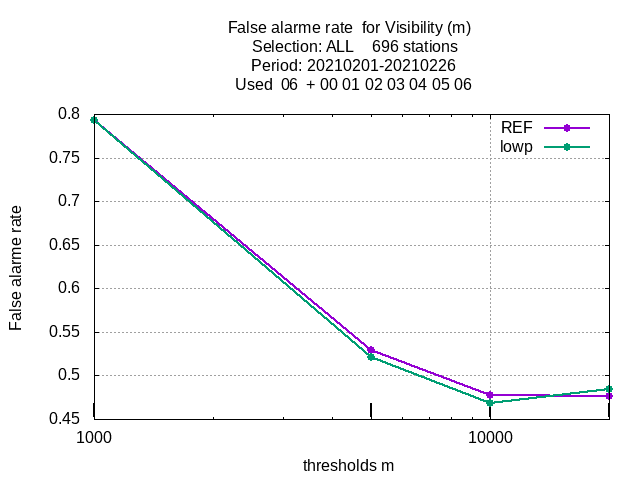 False alarme rate  for Visibility (m)
Selection: ALL    696 stations
Period: 20210201-20210226
Used  06  + 00 01 02 03 04 05 06
REF
lowp
0.8
0.75
0.7
0.65
0.6
0.55
0.5
0.45
False alarme rate
1000
10000
thresholds m